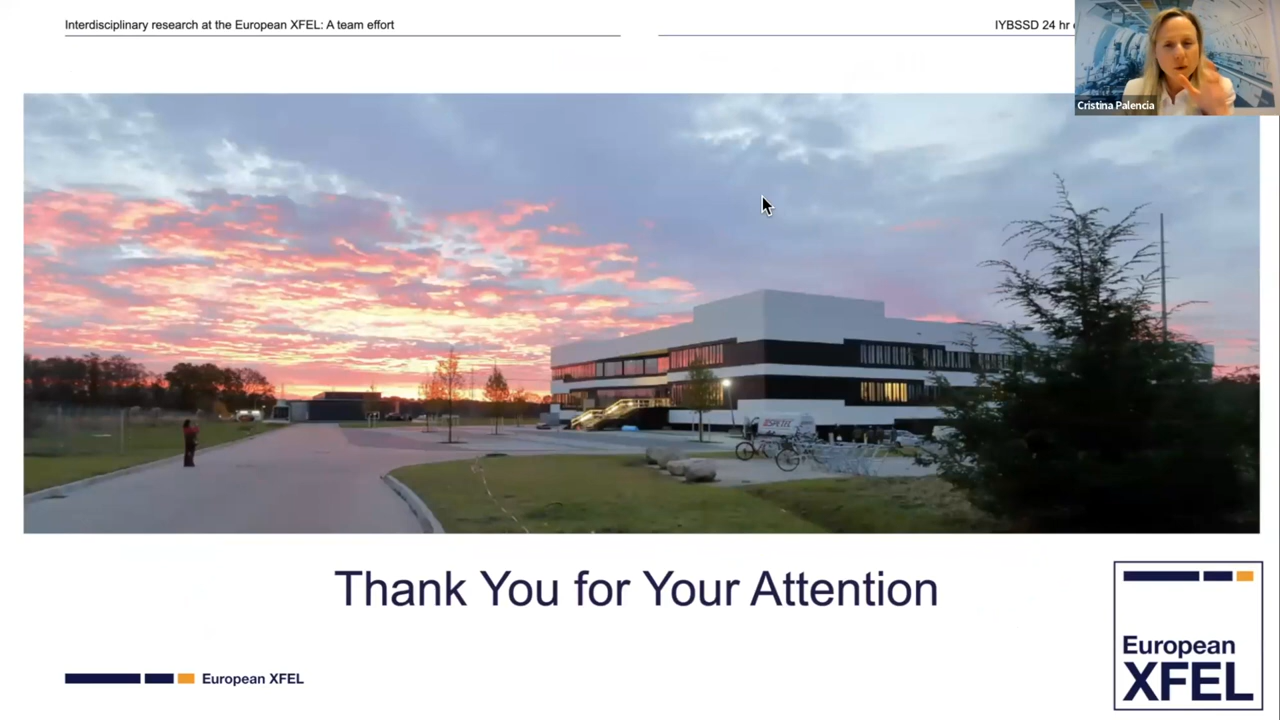 Interdisciplinary research at the European XFEL: A team effort
IYBSSD 24 hr
Cristina Palencia
Thank You for Your Attention
European XFEL
European
XFEL